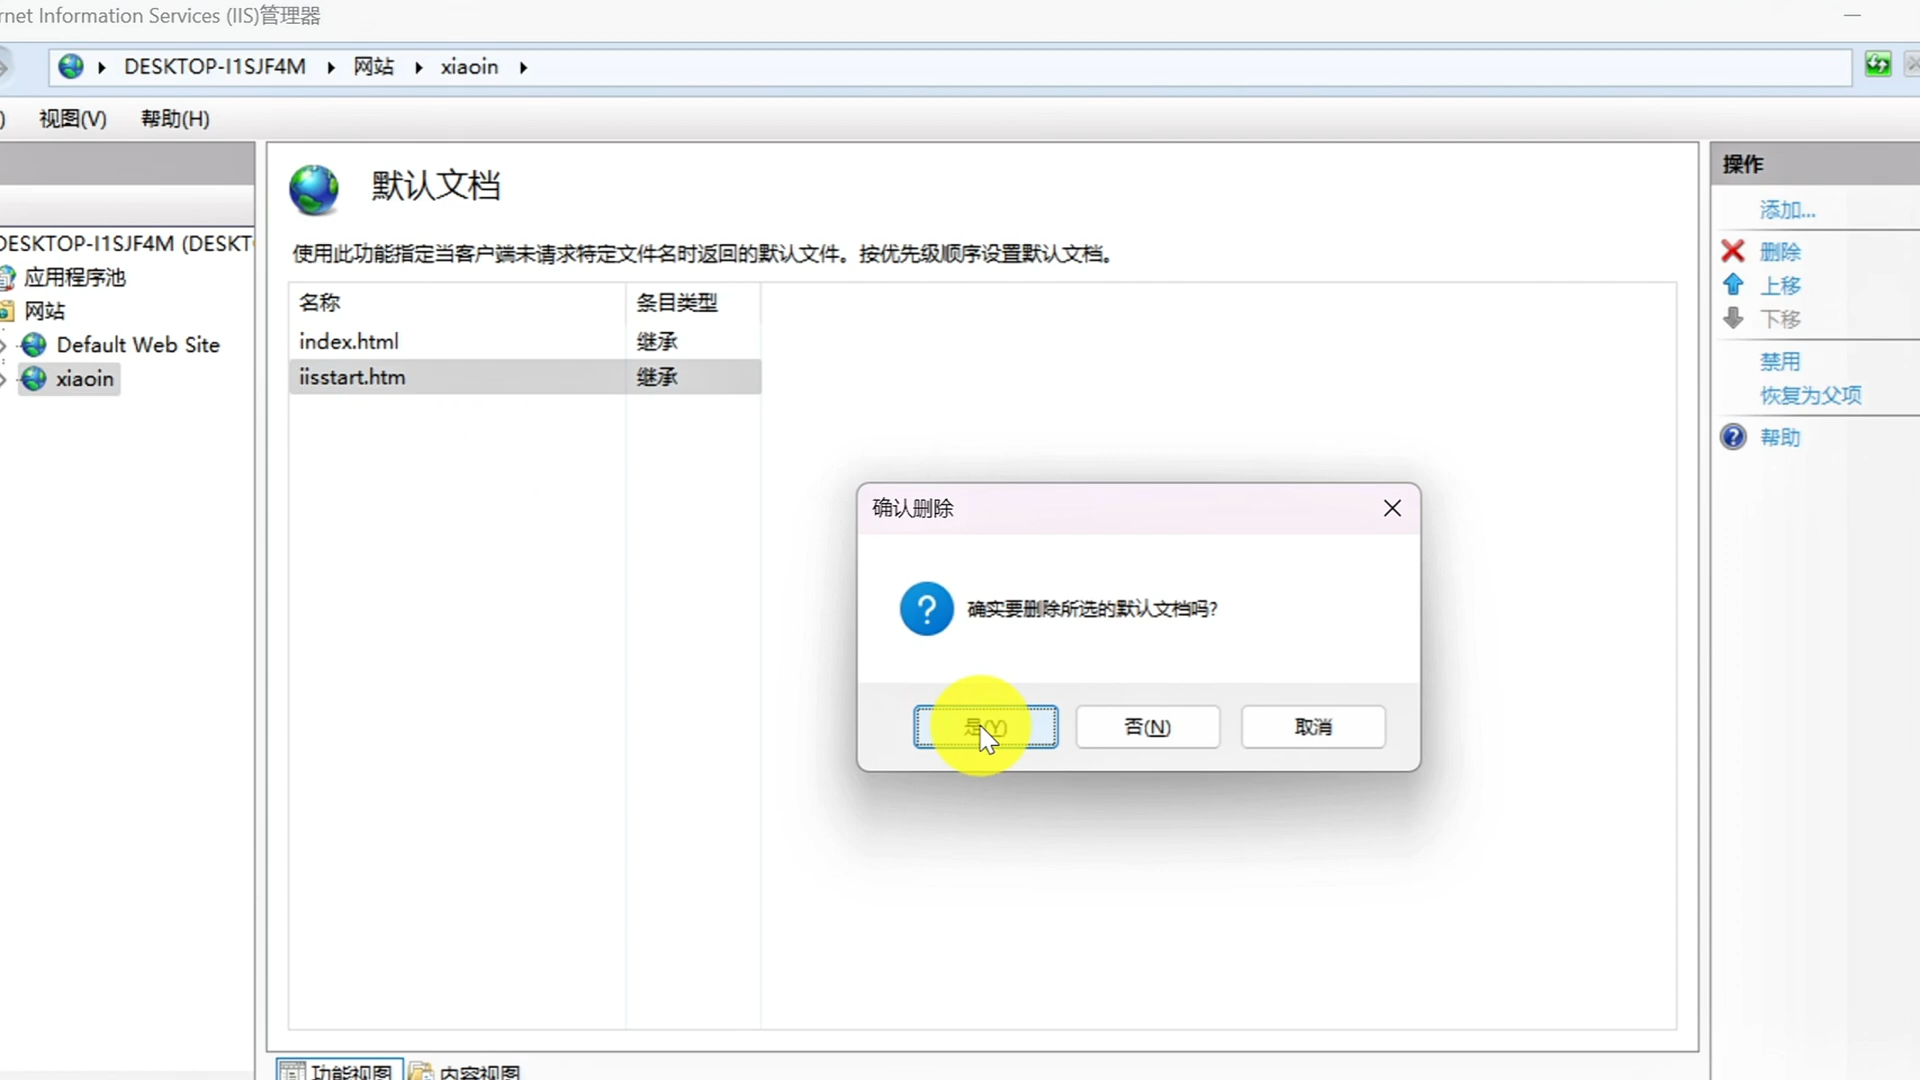 rnet Information Services (IIS)管理器
DESKTOP-I1SJF4M 网站 xiaoin
) 视图(V) 帮助(H)
DESKTOP-I1SJF4M (DESKT
应用程序池
网站
Default Web Site
xiaoin
默认文档
使用此功能指定当客户端未请求特定文件名时返回的默认文件。按优先级顺序设置默认文档。
名称 条目类型
index.html 继承
iisstart.htm 继承
确认删除
确实要删除所选的默认文档吗?
是(Y) 否(N) 取消
功能视图 内容视图
操作
添加...
删除
上移
下移
禁用
恢复为父项
帮助